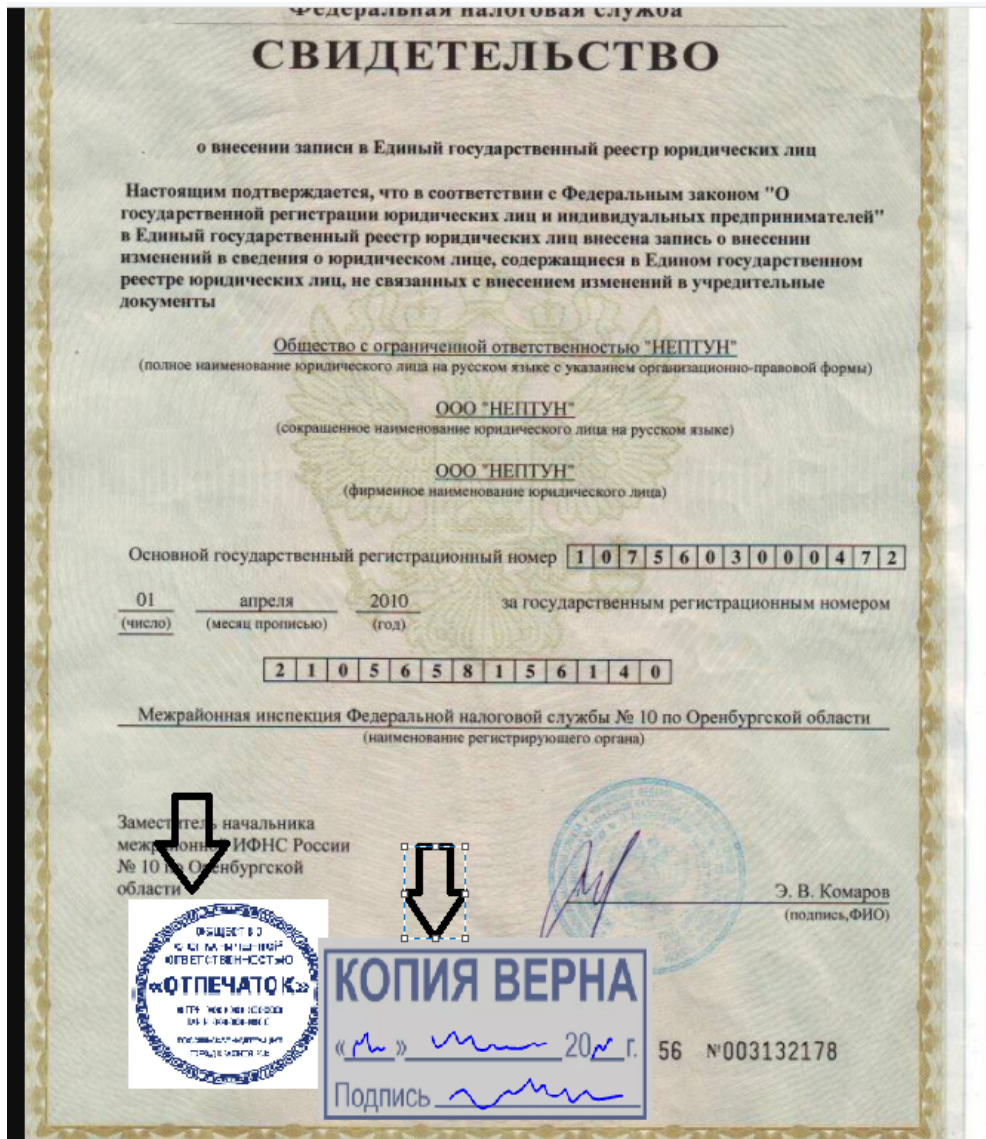 Федеральная налоговая служба
СВИДЕТЕЛЬСТВО
о внесении записи в Единый государственный реестр юридических лиц
Настоящим подтверждается, что в соответствии с Федеральным законом "О
государственной регистрации юридических лиц и индивидуальных предпринимателей"
в Единый государственный реестр юридических лиц внесена запись о внесении
изменений в сведения о юридическом лице, содержащиеся в Едином государственном
реестре юридических лиц, не связанных с внесением изменений в учредительные
документы
Общество с ограниченной ответственностью "НЕПТУН"
(полное наименование юридического лица на русском языке с указанием организационно-правовой формы)
ООО "НЕПТУН"
(сокращенное наименование юридического лица на русском языке)
ООО "НЕПТУН"
(фирменное наименование юридического лица)
Основной государственный регистрационный номер 1075603000472
01 апреля 2010 за государственным регистрационным номером
(число) (месяц прописью) (год)
2105658156140
Межрайонная инспекция Федеральной налоговой службы № 10 по Оренбургской области
(наименование регистрирующего органа)
Заместитель начальника
ИФНС России
№ 10 по Оренбургской
области
Э. В. Комаров
(подпись,ФИО)
ОБЩЕСТВО
С ОГРАНИЧЕННОЙ
ОТВЕТСТВЕННОСТЬЮ
«ОТПЕЧАТОК»
КОПИЯ ВЕРНА
« » 20 г.
Подпись
56 №003132178